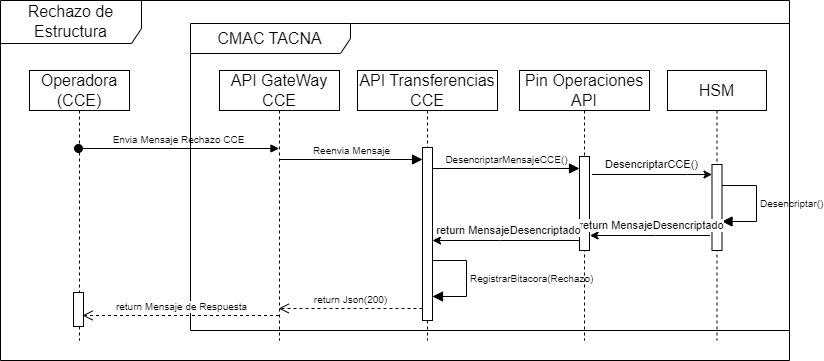 Rechazo de
Estructura
CMAC TACNA
Operadora
(CCE)
API GateWay
CCE
API Transferencias
CCE
Pin Operaciones
API
HSM
Envia Mensaje Rechazo CCE
Reenvia Mensaje
DesencriptarMensajeCCE()
DesencriptarCCE()
Desencriptar()
return MensajeDesencriptado
return MensajeDesencriptado
RegistrarBitacora(Rechazo)
return Json(200)
return Mensaje de Respuesta